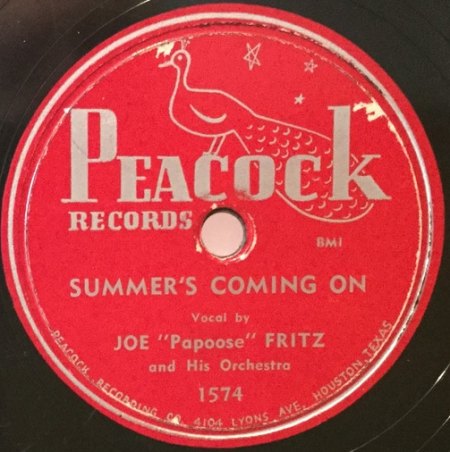 PEACOCK
RECORDS
BMI
SUMMER'S COMING ON
Vocal by
JOE "Papoose" FRITZ
and His Orchestra
1574
PEACOCK RECORDING CO. 4104 LYONS AVE. HOUSTON, TEXAS